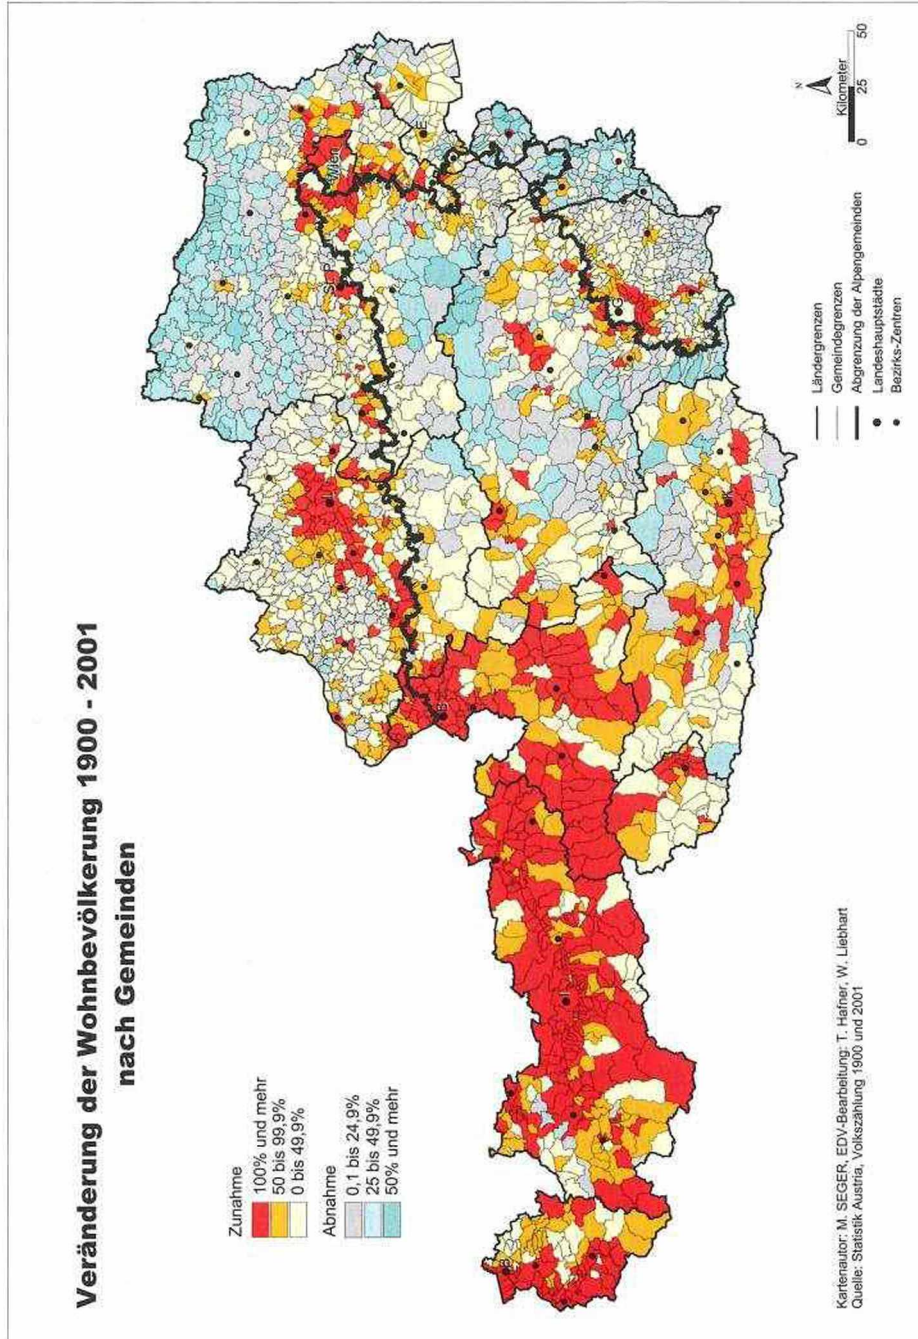 Veränderung der Wohnbevölkerung 1900 - 2001
nach Gemeinden
Zunahme
100% und mehr
50 bis 99,9%
0 bis 49,9%
Abnahme
0,1 bis 24,9%
25 bis 49,9%
50% und mehr
Wien
E
G
K
S
I
B
Ländergrenzen
Gemeindegrenzen
Abgrenzung der Alpengemeinden
Landeshauptstädte
Bezirks-Zentren
N
Kilometer
0 25 50
Kartenautor: M. SEGER, EDV-Bearbeitung: T. Hafner, W. Liebhart
Quelle: Statistik Austria, Volkszählung 1900 und 2001